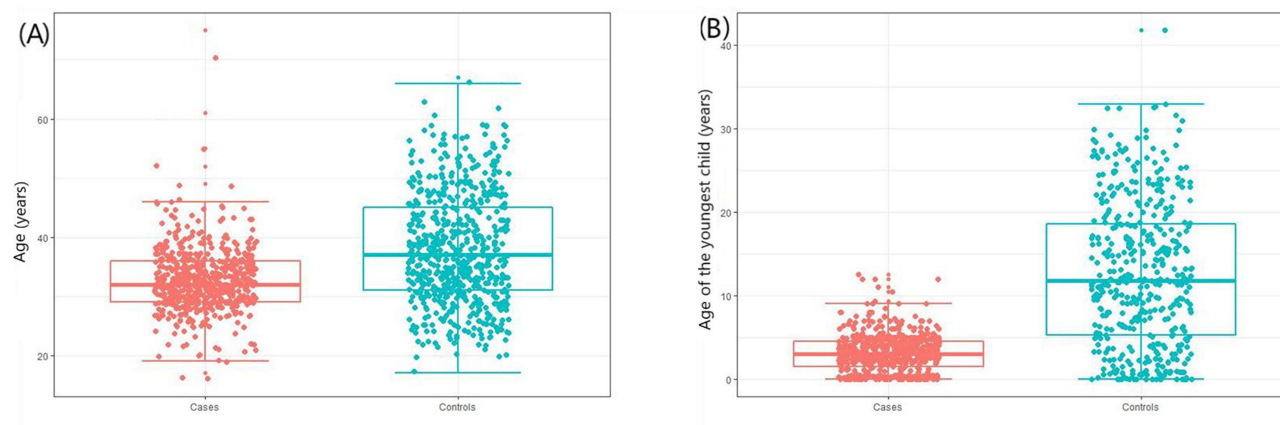 (A)
Age (years)
60
40
20
Cases
Controls
(B)
Age of the youngest child (years)
40
30
20
10
0
Cases
Controls